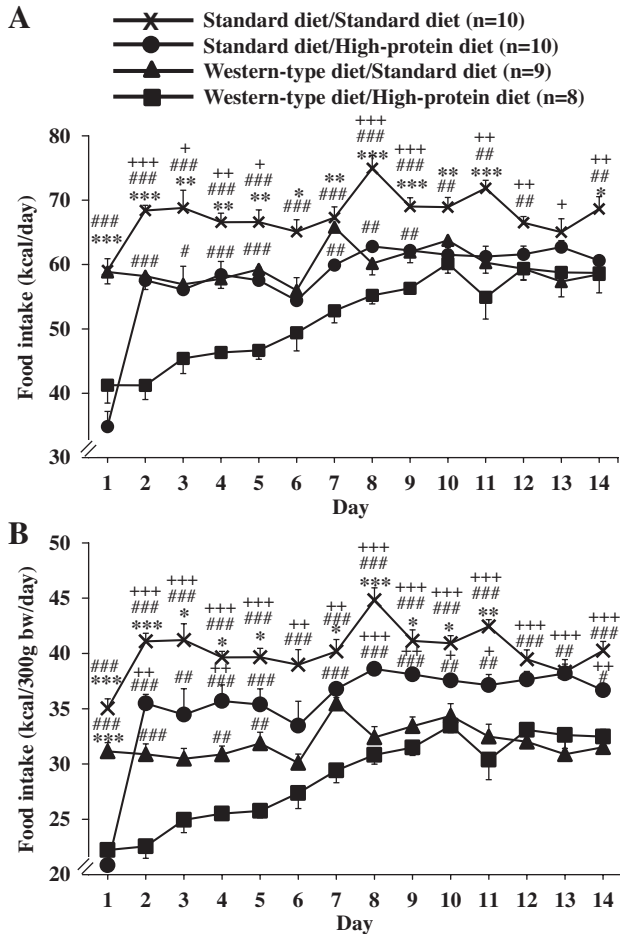 A
Standard diet/Standard diet (n=10)
Standard diet/High-protein diet (n=10)
Western-type diet/Standard diet (n=9)
Western-type diet/High-protein diet (n=8)
Food intake (kcal/day)
80
70
60
50
40
30
+++ ++ +++ ++
+ ### +++ ** ## ++
+++ ### ++ + * ** *** ### ## *** ++ ##
### ### ** ### ### ### ### *** ## + *
*** *** ** **
### # ### ### ## ## ##
1 2 3 4 5 6 7 8 9 10 11 12 13 14
Day
B
Food intake (kcal/300g bw/day)
50
45
40
35
30
25
20
+++
###
***
+++ +++ +++ +++ ++ ++ +++ +++ +++ +++ +++ +++
### ### ### ### ### ### ### ### ### ### ## ###
*** * * * * * * **
### ++ ## ++ ### ### +++ ++ + + ++
*** ### ### ### ### ## ## #
###
*** ### ## ##
1 2 3 4 5 6 7 8 9 10 11 12 13 14
Day